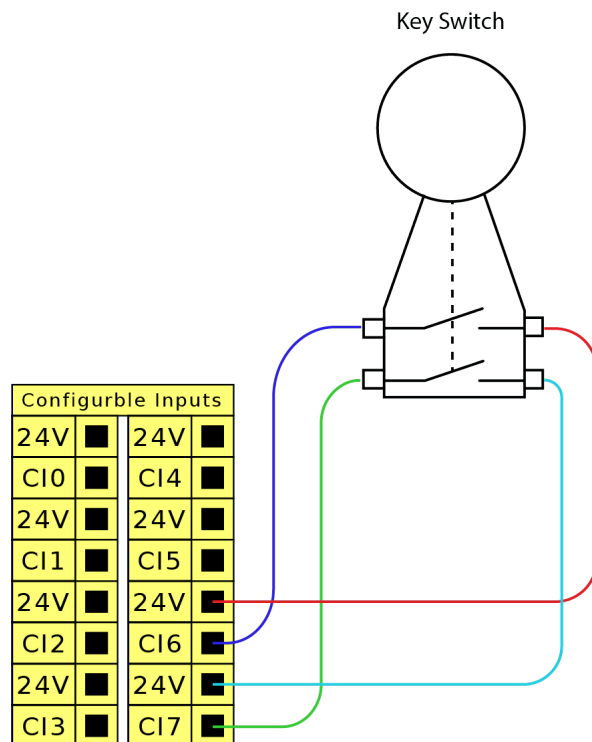 Key Switch
Configurble Inputs
24V 24V
CI0 CI4
24V 24V
CI1 CI5
24V 24V
CI2 CI6
24V 24V
CI3 CI7